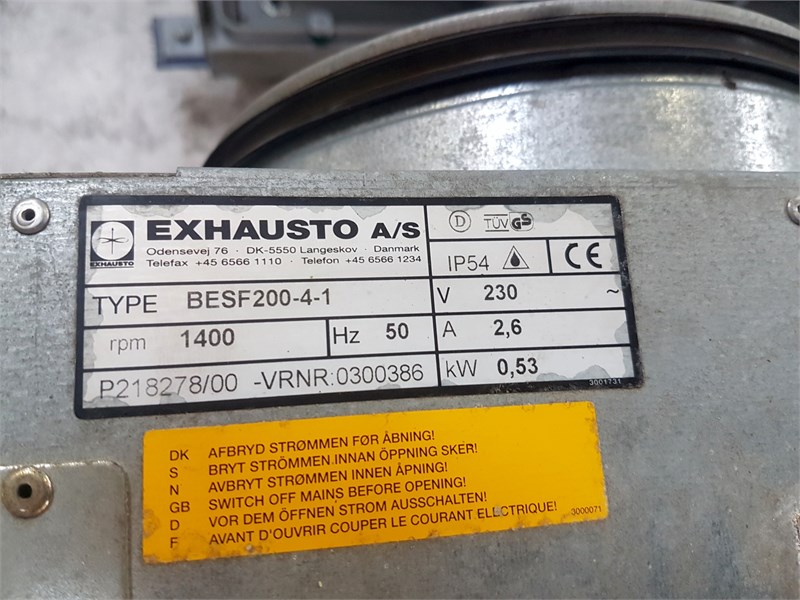 EXHAUSTO A/S
EXHAUSTO
Odensevej 76 · DK-5550 Langeskov · Danmark
Telefax +45 6566 1110 · Telefon +45 6566 1234
D TÜV GS
IP54 CE
TYPE BESF200-4-1
V 230 ~
rpm 1400 Hz 50
A 2,6
P218278/00 -VRNR:0300386
kW 0,53
3001731
DK AFBRYD STRØMMEN FØR ÅBNING!
S BRYT STRÖMMEN INNAN ÖPPNING SKER!
N AVBRYT STRØMMEN INNEN ÅPNING!
GB SWITCH OFF MAINS BEFORE OPENING!
D VOR DEM ÖFFNEN STROM AUSSCHALTEN!
F AVANT D'OUVRIR COUPER LE COURANT ELECTRIQUE!
3000071